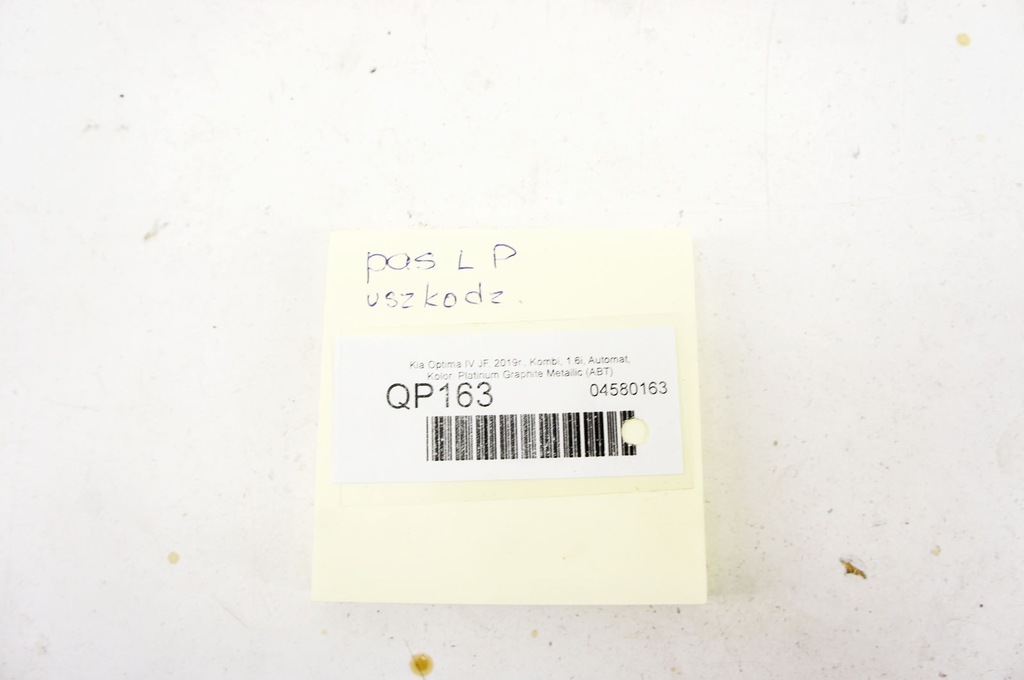 pas L P
uszkodz.
Kia Optima IV JF, 2019r., Kombi, 1.6i, Automat,
Kolor: Platinum Graphite Metallic (ABT)
QP163 04580163